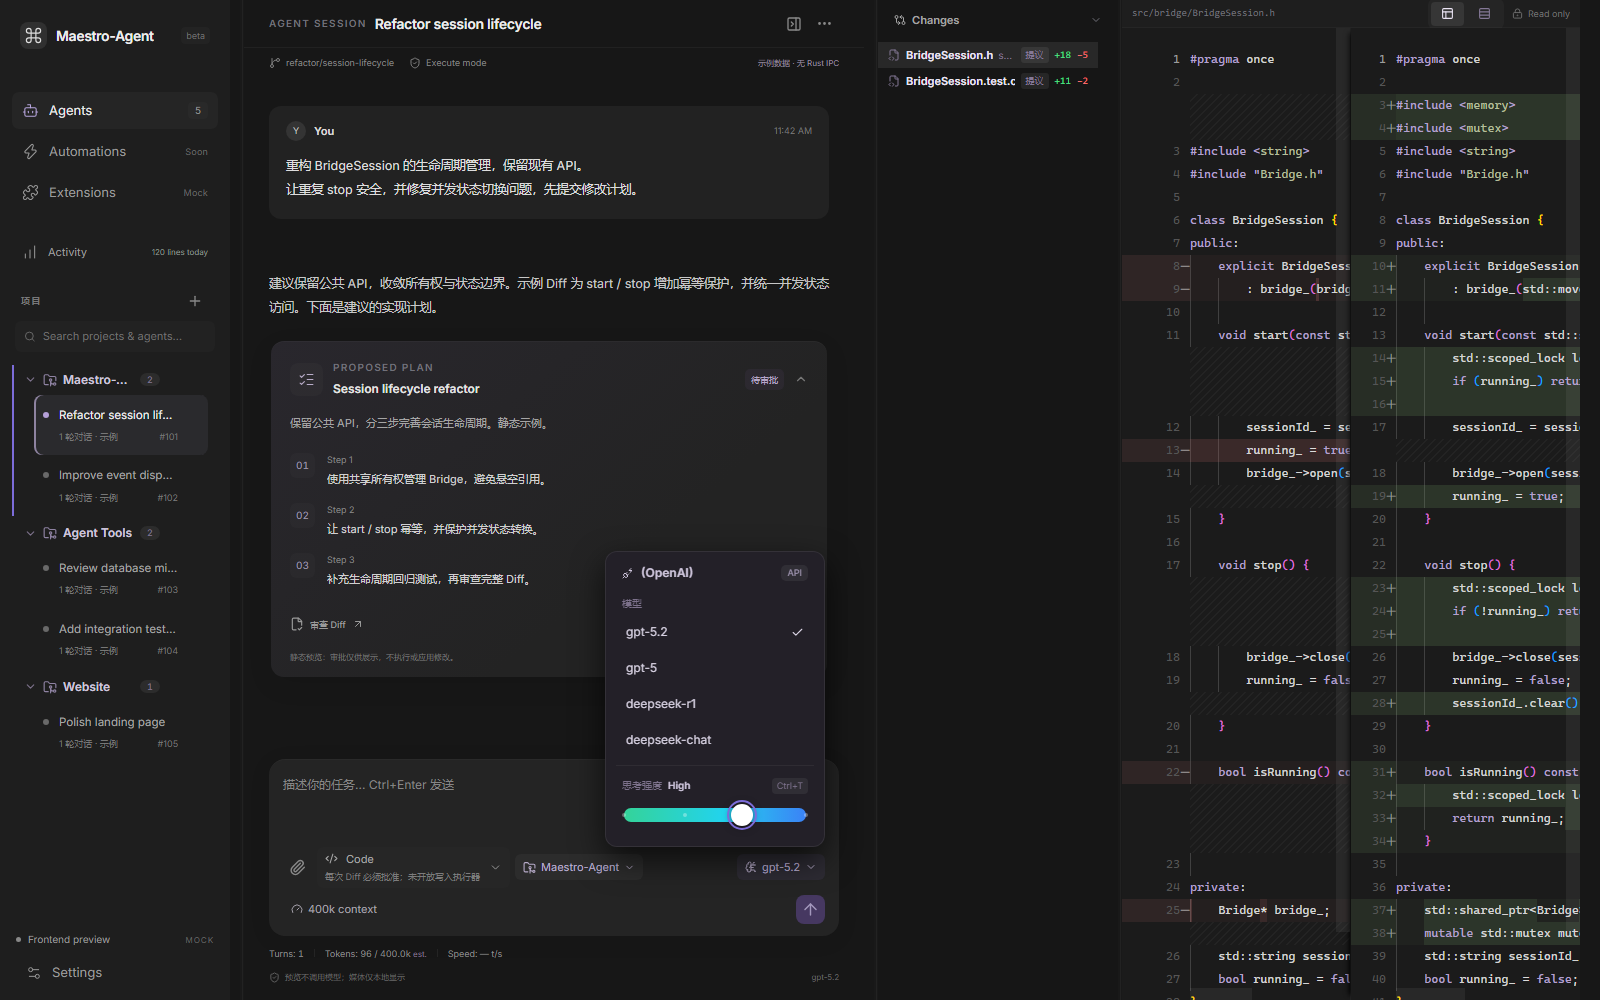 Maestro-Agent
beta
Agents
5
Automations
Soon
Extensions
Mock
Activity
120 lines today
项目
Search projects & agents...
Maestro-...
2
Refactor session lif...
1 轮对话 · 示例
#101
Improve event disp...
1 轮对话 · 示例
#102
Agent Tools
2
Review database mi...
1 轮对话 · 示例
#103
Add integration test...
1 轮对话 · 示例
#104
Website
1
Polish landing page
1 轮对话 · 示例
#105
Frontend preview
MOCK
Settings
AGENT SESSION
Refactor session lifecycle
refactor/session-lifecycle
Execute mode
示例数据 · 无 Rust IPC
Y
You
11:42 AM
重构 BridgeSession 的生命周期管理，保留现有 API。
让重复 stop 安全，并修复并发状态切换问题，先提交修改计划。
建议保留公共 API，收敛所有权与状态边界。示例 Diff 为 start / stop 增加幂等保护，并统一并发状态
访问。下面是建议的实现计划。
PROPOSED PLAN
Session lifecycle refactor
待审批
保留公共 API，分三步完善会话生命周期。静态示例。
01
Step 1
使用共享所有权管理 Bridge，避免悬空引用。
02
Step 2
让 start / stop 幂等，并保护并发状态转换。
03
Step 3
补充生命周期回归测试，再审查完整 Diff。
审查 Diff
静态预览：审批仅供展示，不执行或应用修改。
(OpenAI)
API
模型
gpt-5.2
gpt-5
deepseek-r1
deepseek-chat
思考强度 High
Ctrl+T
描述你的任务... Ctrl+Enter 发送
Code
每次 Diff 必须批准；未开放写入执行器
Maestro-Agent
gpt-5.2
400k context
Turns: 1
Tokens: 96 / 400.0k est.
Speed: — t/s
预览不调用模型；媒体仅本地显示
gpt-5.2
Changes
BridgeSession.h s...
提议
+18 -5
BridgeSession.test.c
提议
+11 -2
src/bridge/BridgeSession.h
Read only
1 #pragma once
2
3 #include <string>
4 #include "Bridge.h"
5
6 class BridgeSession {
7 public:
8— explicit BridgeSess
9— : bridge_(bridg
10
11 void start(const st
12 sessionId_ = se
13— running_ = true
14 bridge_->open(s
15 }
16
17 void stop() {
18 bridge_->close(
19 running_ = fals
20 }
21
22— bool isRunning() co
23
24 private:
25— Bridge* bridge_;
26 std::string session
27 bool running_ = fal
1 #pragma once
2
3+#include <memory>
4+#include <mutex>
5 #include <string>
6 #include "Bridge.h"
7
8 class BridgeSession {
9 public:
10+ explicit BridgeSession
11+ : bridge_(std::mov
12
13 void start(const std::
14+ std::scoped_lock l
15+ if (running_) retu
16+
17 sessionId_ = sessi
18 bridge_->open(sess
19+ running_ = true;
20 }
21
22 void stop() {
23+ std::scoped_lock l
24+ if (!running_) ret
25+
26 bridge_->close(ses
27 running_ = false;
28+ sessionId_.clear()
29 }
30
31+ bool isRunning() const
32+ std::scoped_lock l
33+ return running_;
34+ }
35
36 private:
37+ std::shared_ptr<Bridge
38+ mutable std::mutex mut
39 std::string sessionId_
40 bool running_ = false;